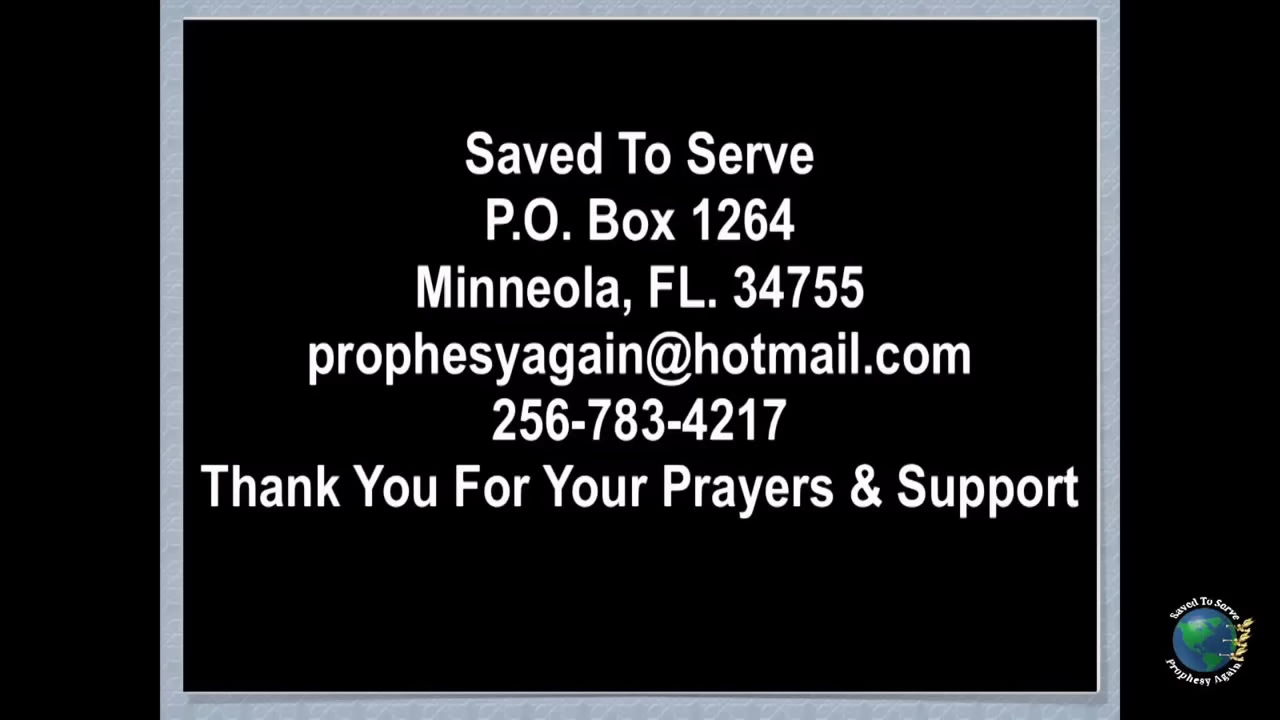 Saved To Serve
P.O. Box 1264
Minneola, FL. 34755
prophesyagain@hotmail.com
256-783-4217
Thank You For Your Prayers & Support
Saved To Serve
Prophesy Again